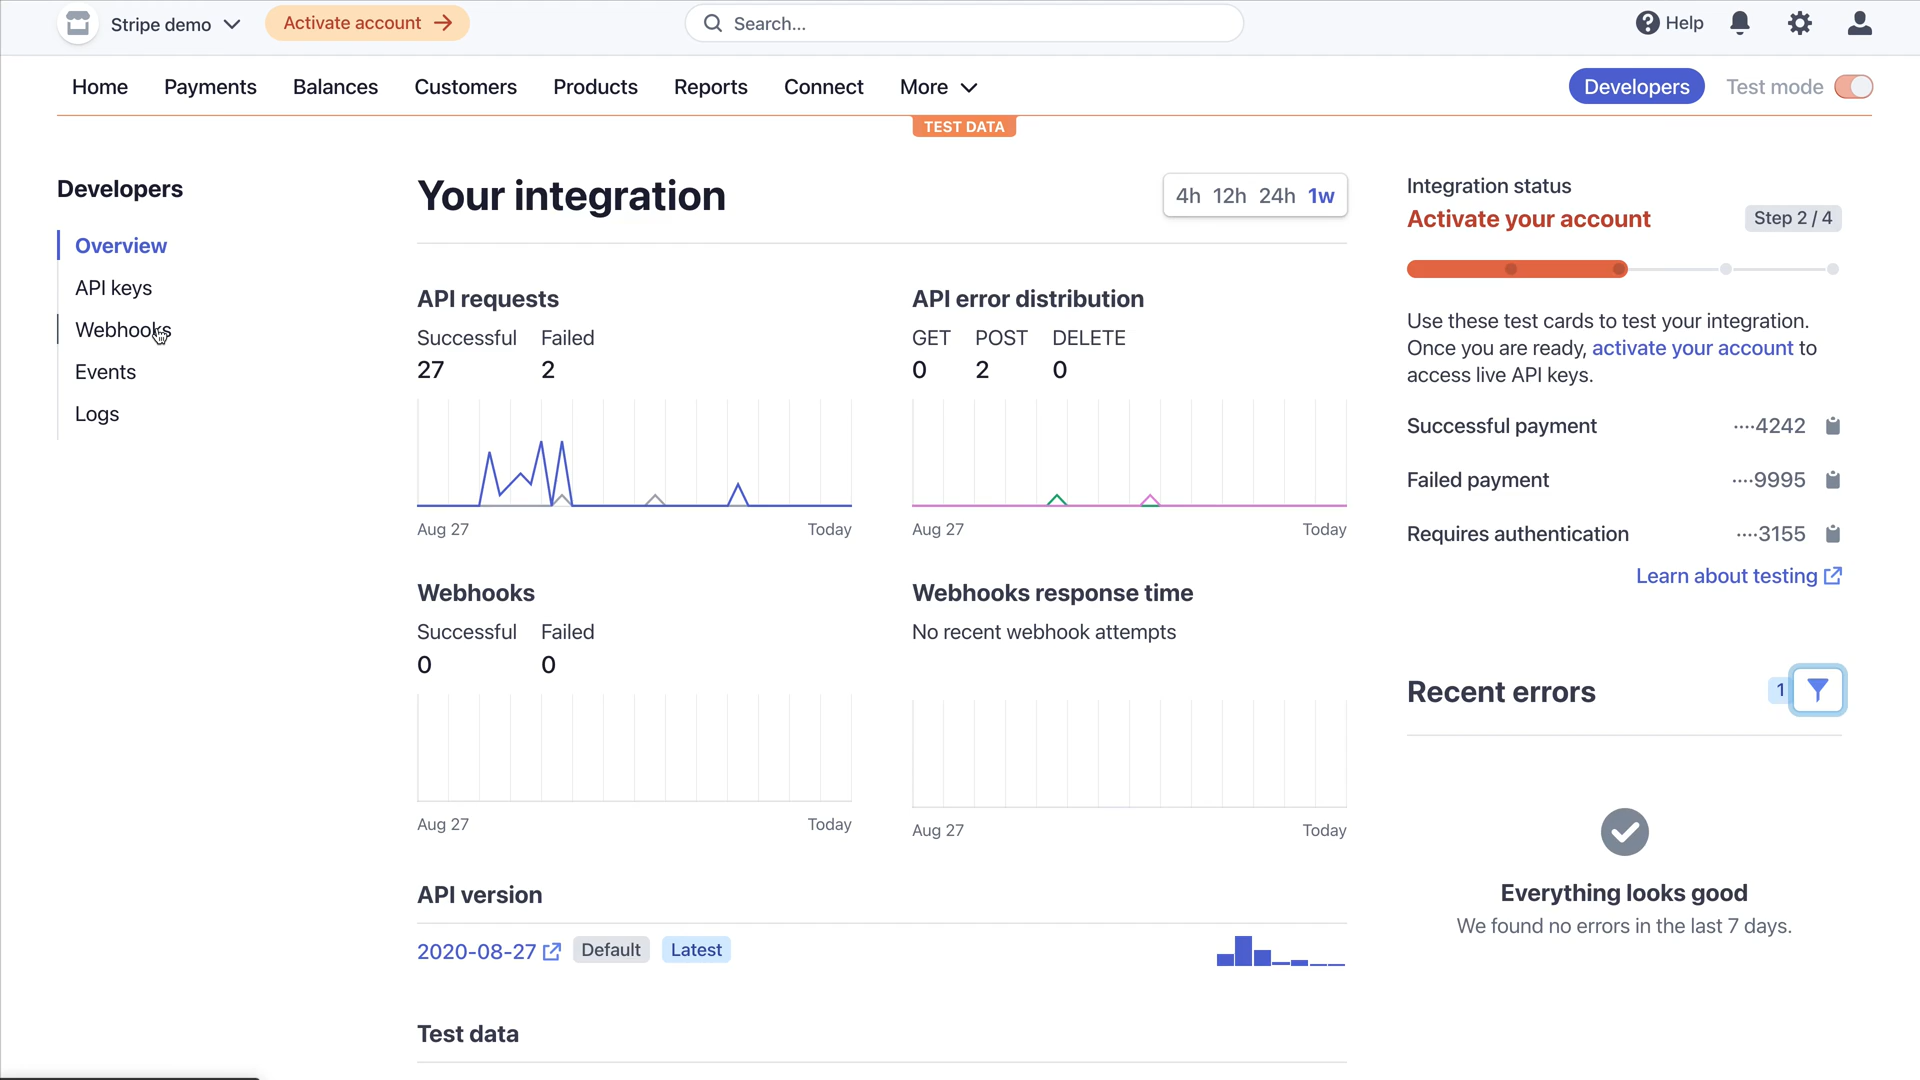 Stripe demo
Activate account
Search...
Help
Home Payments Balances Customers Products Reports Connect More
Developers Test mode
TEST DATA
Developers
Overview
API keys
Webhooks
Events
Logs
Your integration
4h 12h 24h 1w
API requests
Successful Failed
27 2
Aug 27 Today
API error distribution
GET POST DELETE
0 2 0
Aug 27 Today
Webhooks
Successful Failed
0 0
Aug 27 Today
Webhooks response time
No recent webhook attempts
Aug 27 Today
API version
2020-08-27 Default Latest
Test data
Integration status
Activate your account Step 2 / 4
Use these test cards to test your integration.
Once you are ready, activate your account to
access live API keys.
Successful payment ····4242
Failed payment ····9995
Requires authentication ····3155
Learn about testing
Recent errors 1
Everything looks good
We found no errors in the last 7 days.